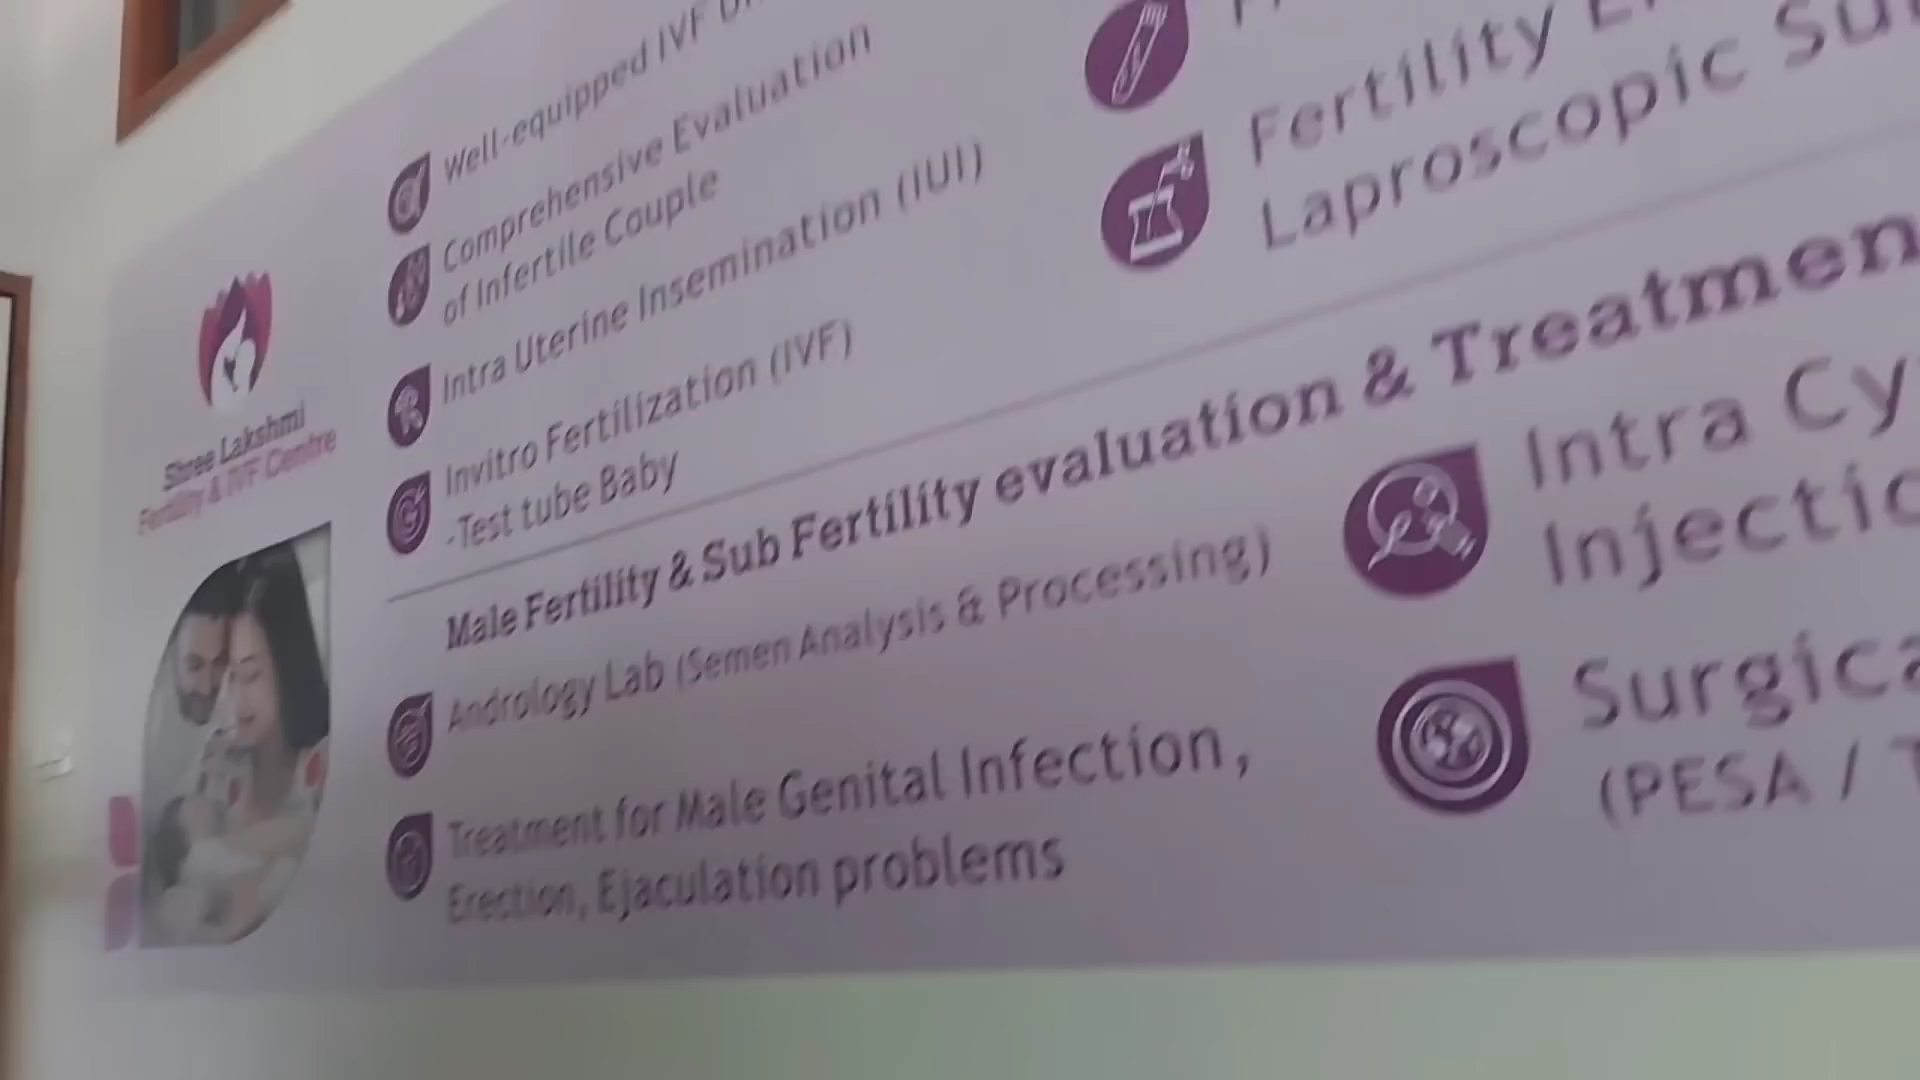 Shree Lakshmi
Fertility & IVF Centre
Well-equipped IVF
Comprehensive Evaluation
of Infertile Couple
Intra Uterine Insemination (IUI)
Invitro Fertilization (IVF)
-Test tube Baby
Fertility
Laproscopic
Male Fertility & Sub Fertility evaluation & Treatmen
Andrology Lab (Semen Analysis & Processing)
Treatment for Male Genital Infection,
Erection, Ejaculation problems
Intra Cy
Injectio
Surgica
(PESA /